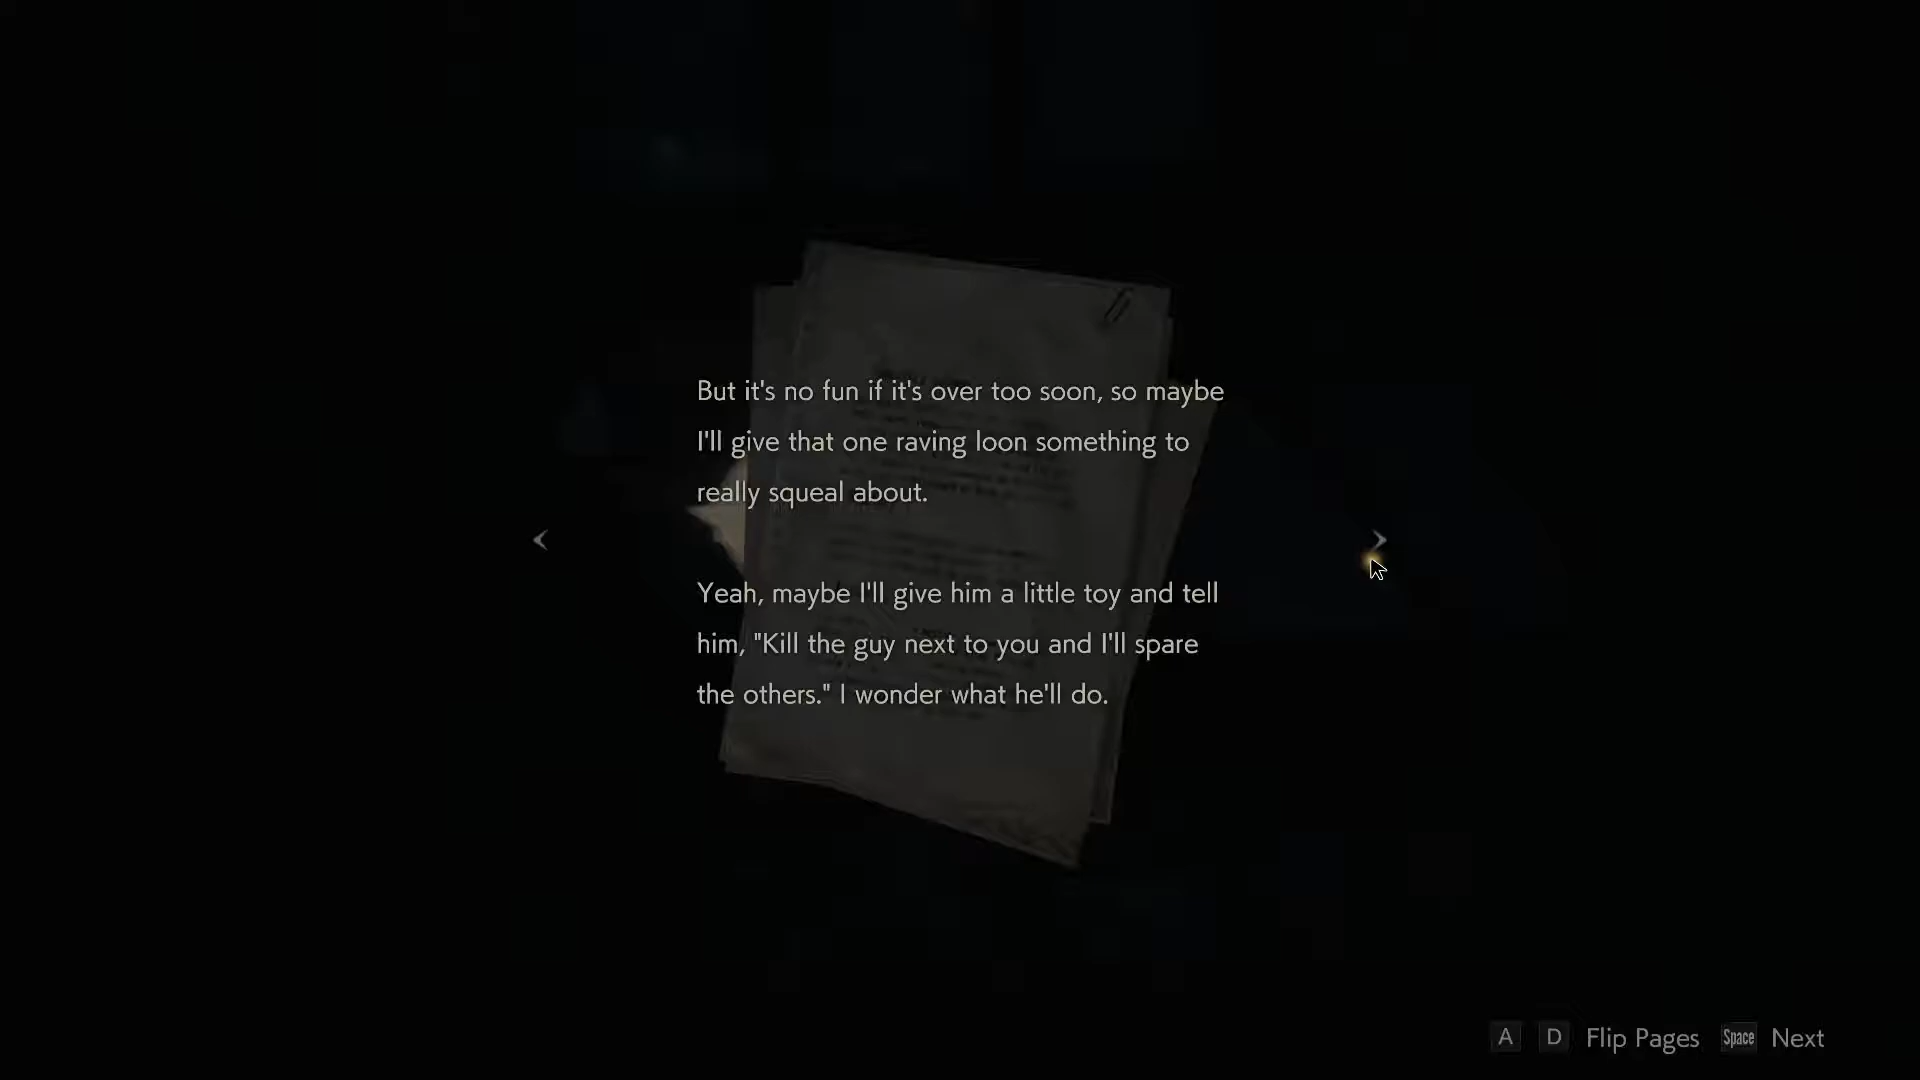 But it's no fun if it's over too soon, so maybe
I'll give that one raving loon something to
really squeal about.
Yeah, maybe I'll give him a little toy and tell
him, "Kill the guy next to you and I'll spare
the others." I wonder what he'll do.
A D Flip Pages Space Next